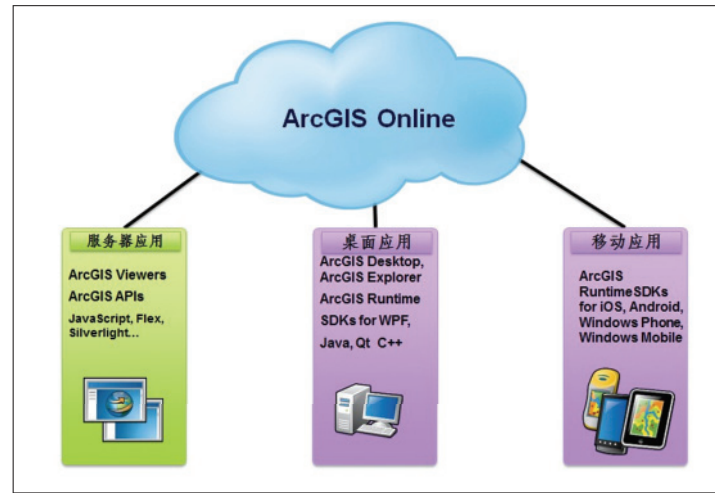 ArcGIS Online
服务器应用
ArcGIS Viewers
ArcGIS APIs
JavaScript, Flex,
Silverlight...
桌面应用
ArcGIS Desktop,
ArcGIS Explorer
ArcGIS Runtime
SDKs for WPF,
Java, Qt C++
移动应用
ArcGIS
RuntimeSDKs
for iOS, Android,
Windows Phone,
Windows Mobile